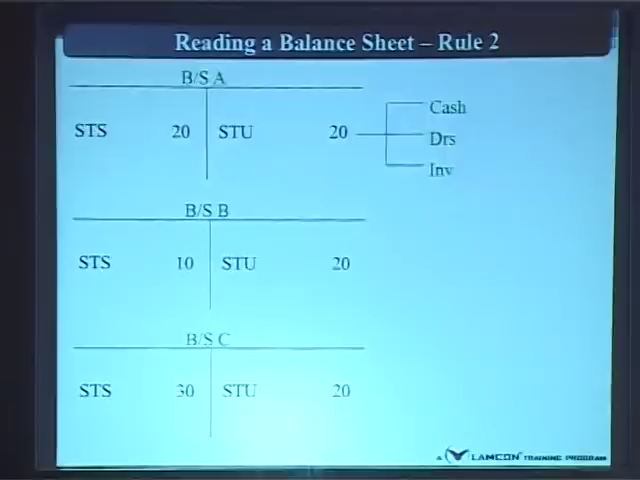 Reading a Balance Sheet – Rule 2
B/S A
STS 20 STU 20
Cash
Drs
Inv
B/S B
STS 10 STU 20
B/S C
STS 30 STU 20
A LAMCON TRAINING PROGRAM